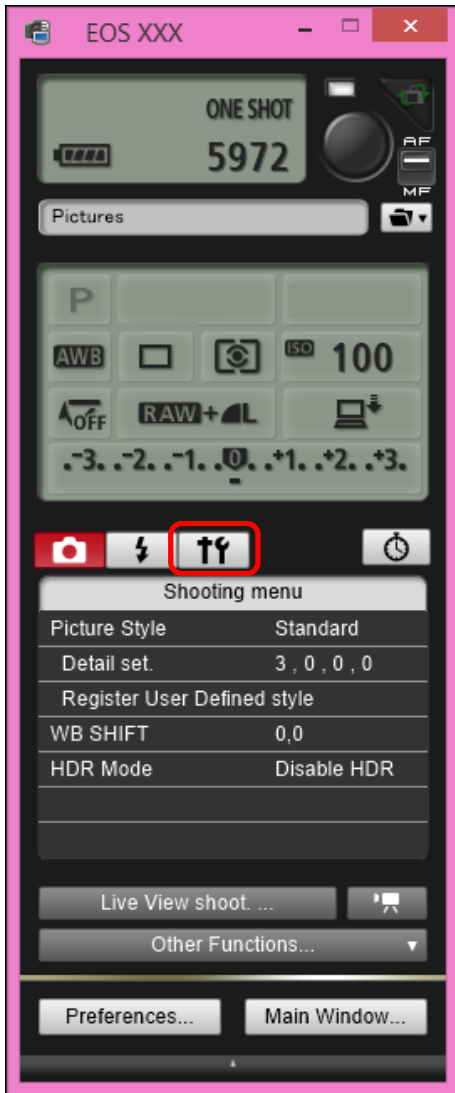 EOS XXX
ONE SHOT
5972
AF
MF
Pictures
P
AWB
ISO 100
OFF RAW+L
.-3. .-2. .-1. .0. .+1. .+2. .+3.
Shooting menu
Picture Style Standard
Detail set. 3 , 0 , 0 , 0
Register User Defined style
WB SHIFT 0,0
HDR Mode Disable HDR
Live View shoot. ...
Other Functions...
Preferences... Main Window...